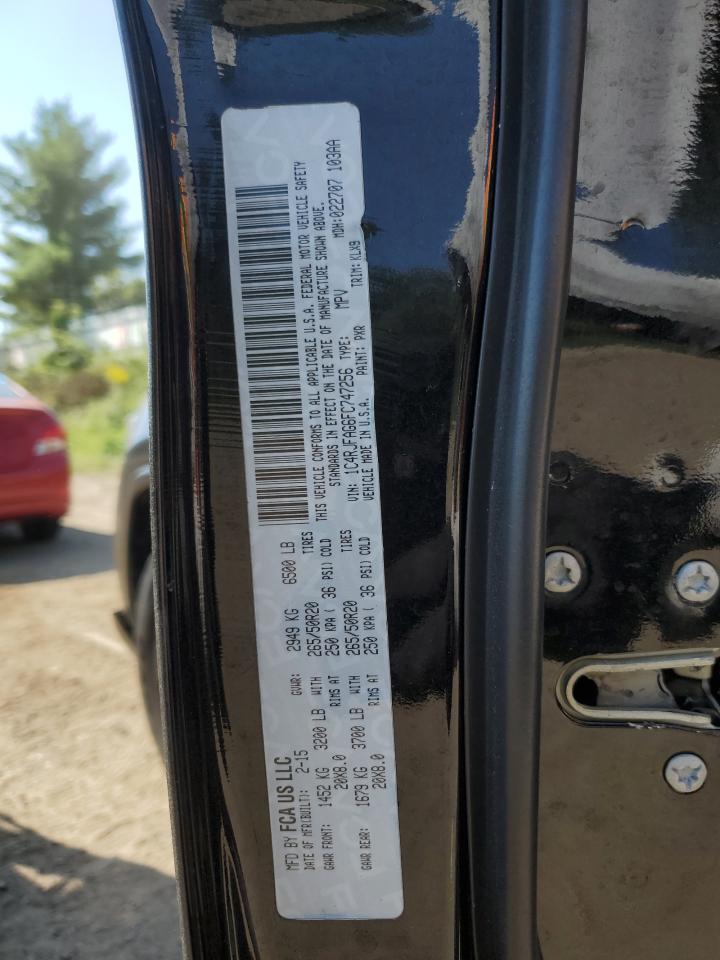 MFD BY FCA US LLC
DATE OF MFR(BUILT): 2-15 GVWR: 2949 KG 6500 LB
GAWR FRONT: 1452 KG 3200 LB WITH 265/50R20 TIRES
20X8.0 RIMS AT 250 KPA ( 36 PSI) COLD
GAWR REAR: 1679 KG 3700 LB WITH 265/50R20 TIRES
20X8.0 RIMS AT 250 KPA ( 36 PSI) COLD
THIS VEHICLE CONFORMS TO ALL APPLICABLE U.S.A. FEDERAL MOTOR VEHICLE SAFETY
STANDARDS IN EFFECT ON THE DATE OF MANUFACTURE SHOWN ABOVE.
VIN: 1C4RJFAG6FC747256 TYPE: MPV MDH:022707 103AA
VEHICLE MADE IN U.S.A. PAINT: PXR TRIM:KLX9